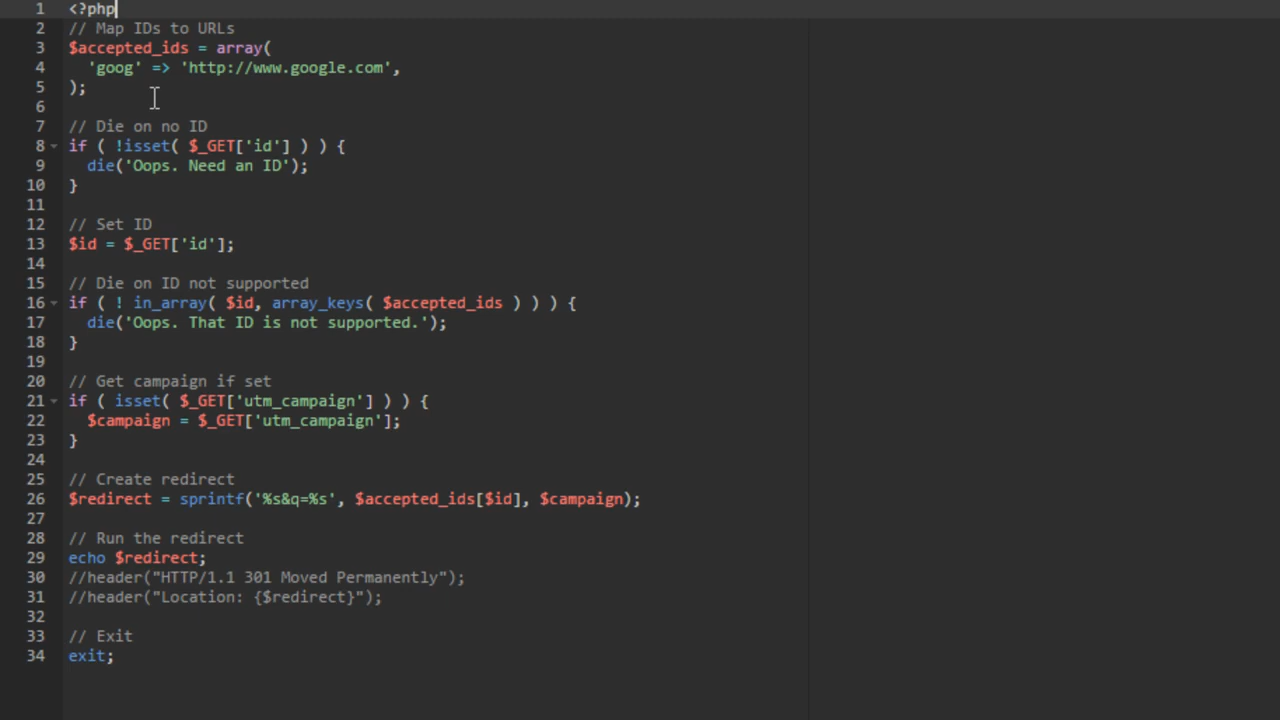 1 <?php
2 // Map IDs to URLs
3 $accepted_ids = array(
4   'goog' => 'http://www.google.com',
5 );
6
7 // Die on no ID
8 if ( !isset( $_GET['id'] ) ) {
9   die('Oops. Need an ID');
10 }
11
12 // Set ID
13 $id = $_GET['id'];
14
15 // Die on ID not supported
16 if ( ! in_array( $id, array_keys( $accepted_ids ) ) ) {
17   die('Oops. That ID is not supported.');
18 }
19
20 // Get campaign if set
21 if ( isset( $_GET['utm_campaign'] ) ) {
22   $campaign = $_GET['utm_campaign'];
23 }
24
25 // Create redirect
26 $redirect = sprintf('%s&q=%s', $accepted_ids[$id], $campaign);
27
28 // Run the redirect
29 echo $redirect;
30 //header("HTTP/1.1 301 Moved Permanently");
31 //header("Location: {$redirect}");
32
33 // Exit
34 exit;